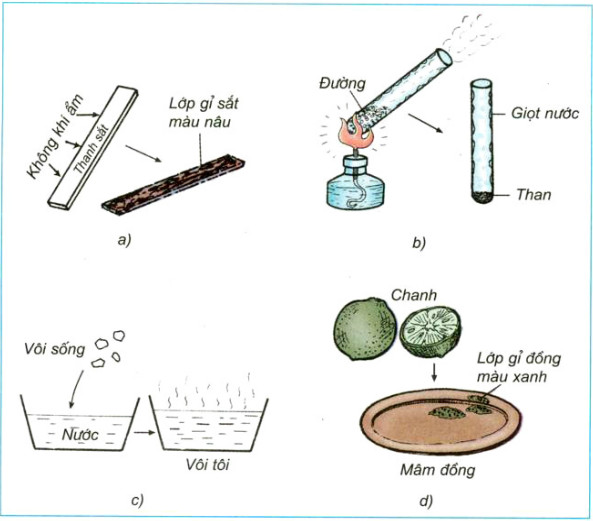 Không khí ẩm
Thanh sắt
Lớp gỉ sắt
màu nâu
a)
Đường
Giọt nước
Than
b)
Vôi sống
Nước
Vôi tôi
c)
Chanh
Lớp gỉ đồng
màu xanh
Mâm đồng
d)